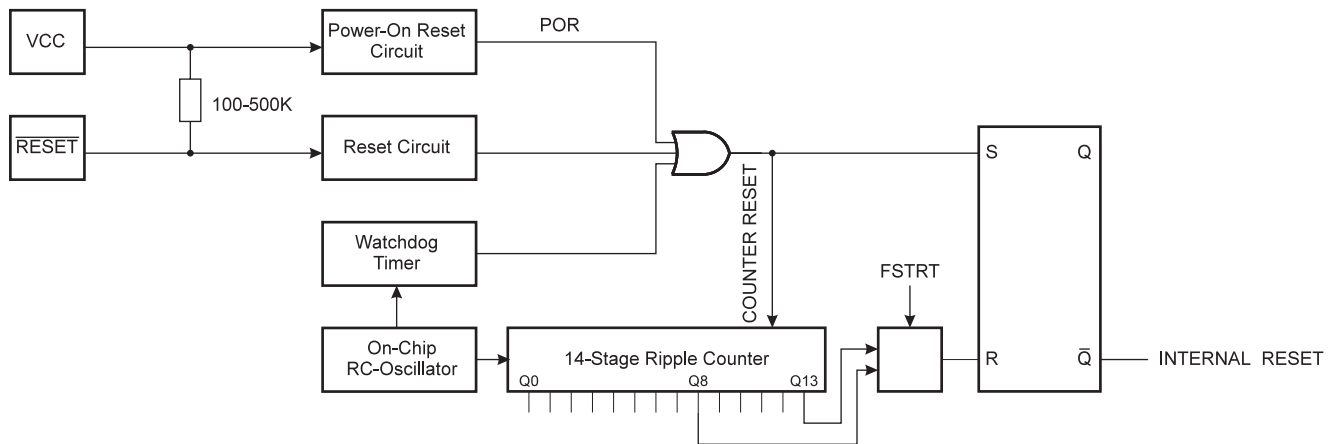 VCC
Power-On Reset
Circuit
POR
100-500K
RESET
Reset Circuit
S
Q
Watchdog
Timer
COUNTER RESET
FSTRT
On-Chip
RC-Oscillator
14-Stage Ripple Counter
Q0
Q8
Q13
R
Q̅
INTERNAL RESET